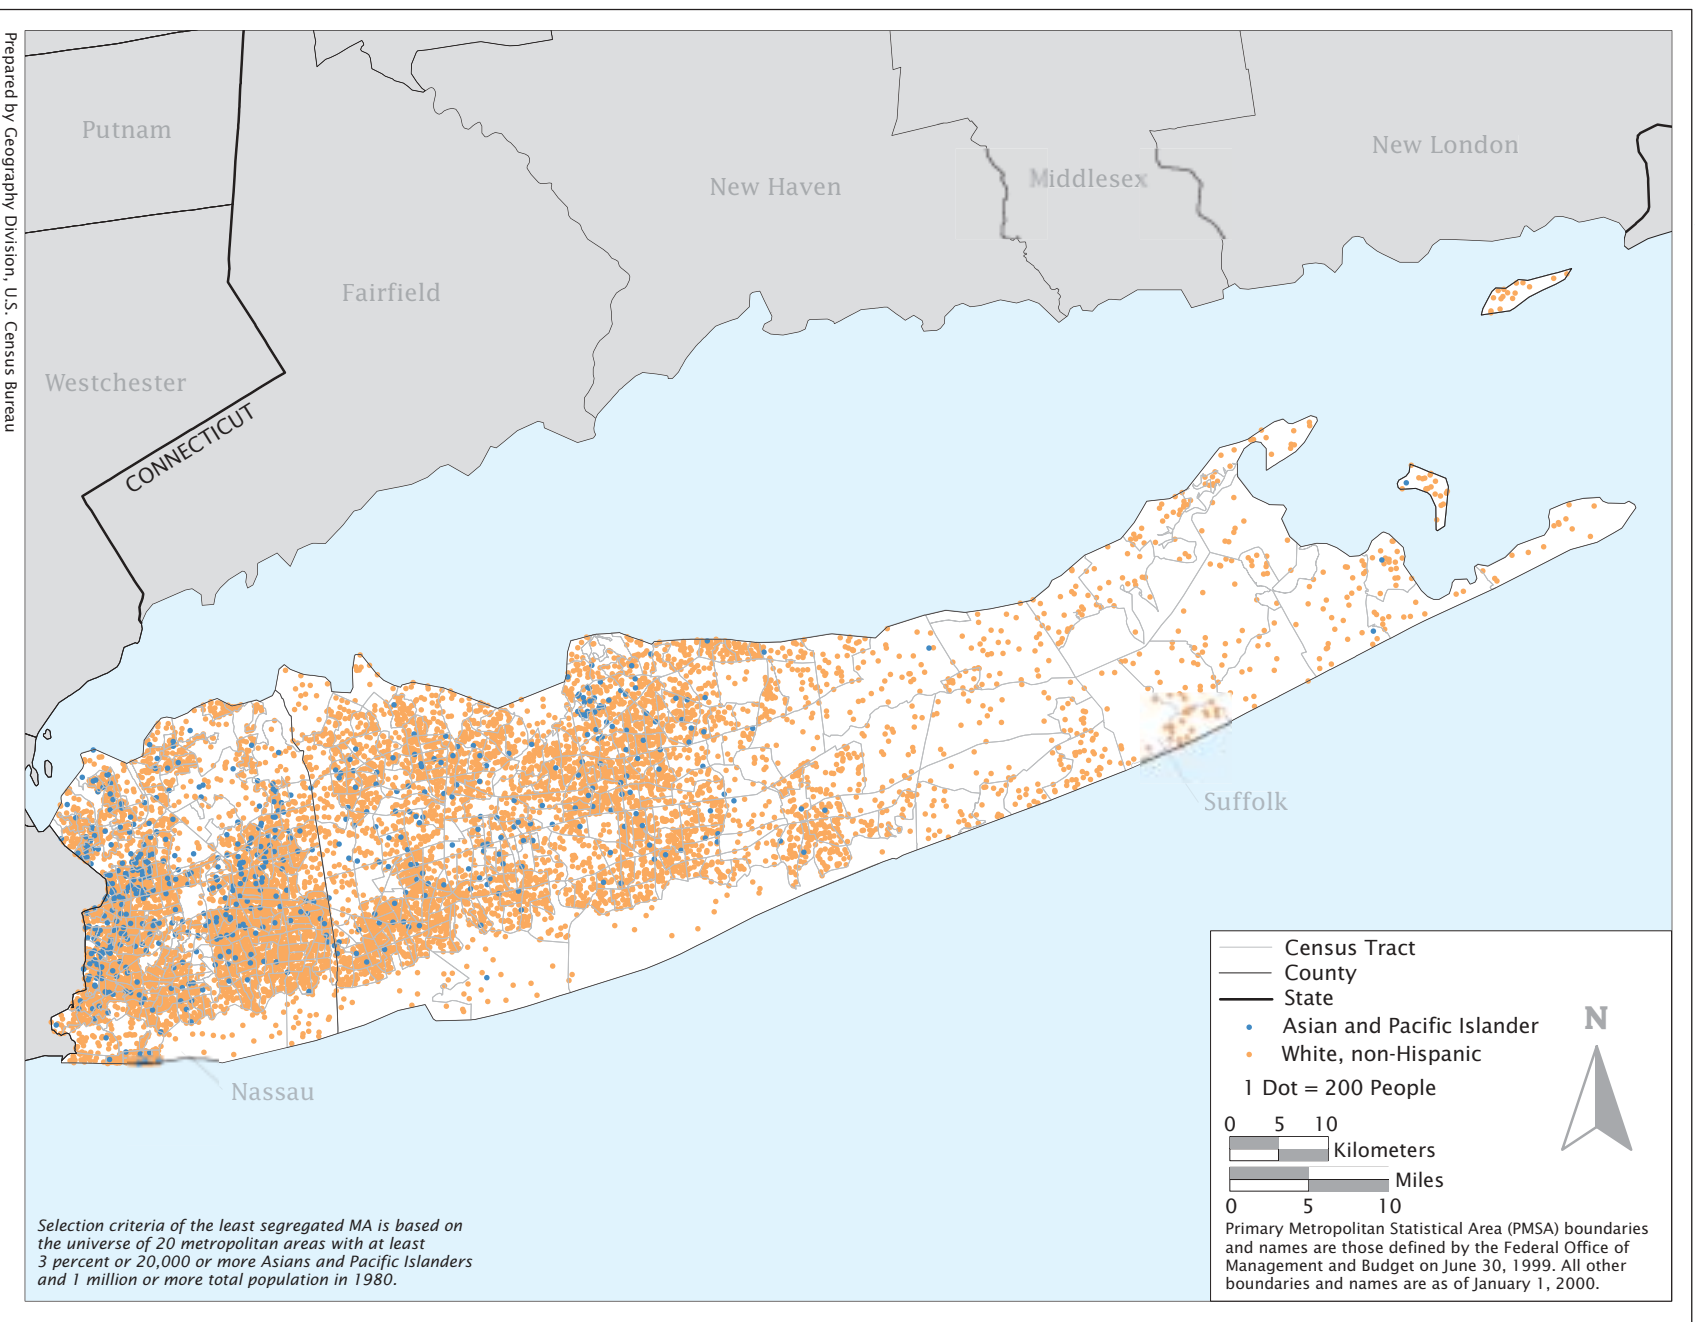 Prepared by Geography Division, U.S. Census Bureau
Putnam
New London
Middlesex
New Haven
Fairfield
Westchester
CONNECTICUT
Suffolk
Nassau
Census Tract
County
State
Asian and Pacific Islander
White, non-Hispanic
1 Dot = 200 People
N
0 5 10
Kilometers
Miles
0 5 10
Primary Metropolitan Statistical Area (PMSA) boundaries
and names are those defined by the Federal Office of
Management and Budget on June 30, 1999. All other
boundaries and names are as of January 1, 2000.
Selection criteria of the least segregated MA is based on
the universe of 20 metropolitan areas with at least
3 percent or 20,000 or more Asians and Pacific Islanders
and 1 million or more total population in 1980.